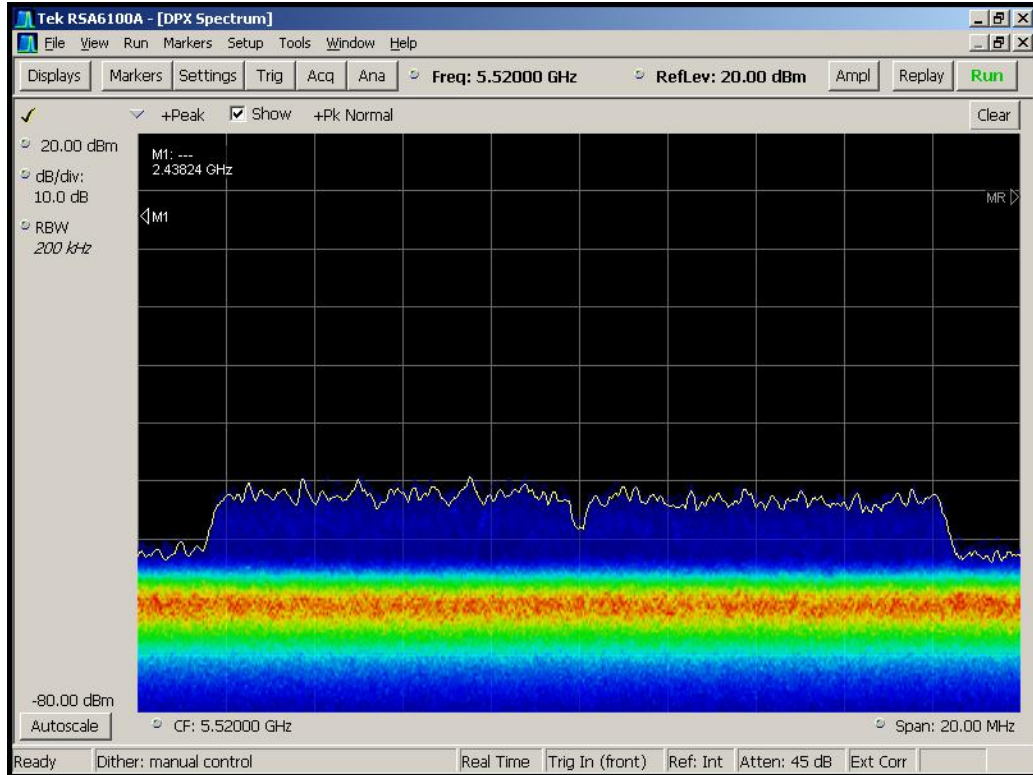 Tek RSA6100A - [DPX Spectrum]
File View Run Markers Setup Tools Window Help
Displays Markers Settings Trig Acq Ana Freq: 5.52000 GHz RefLev: 20.00 dBm Ampl Replay Run
+Peak Show +Pk Normal Clear
20.00 dBm
dB/div:
10.0 dB
RBW
200 kHz
M1: ---
2.43824 GHz
MR
M1
-80.00 dBm
Autoscale CF: 5.52000 GHz Span: 20.00 MHz
Ready Dither: manual control Real Time Trig In (front) Ref: Int Atten: 45 dB Ext Corr